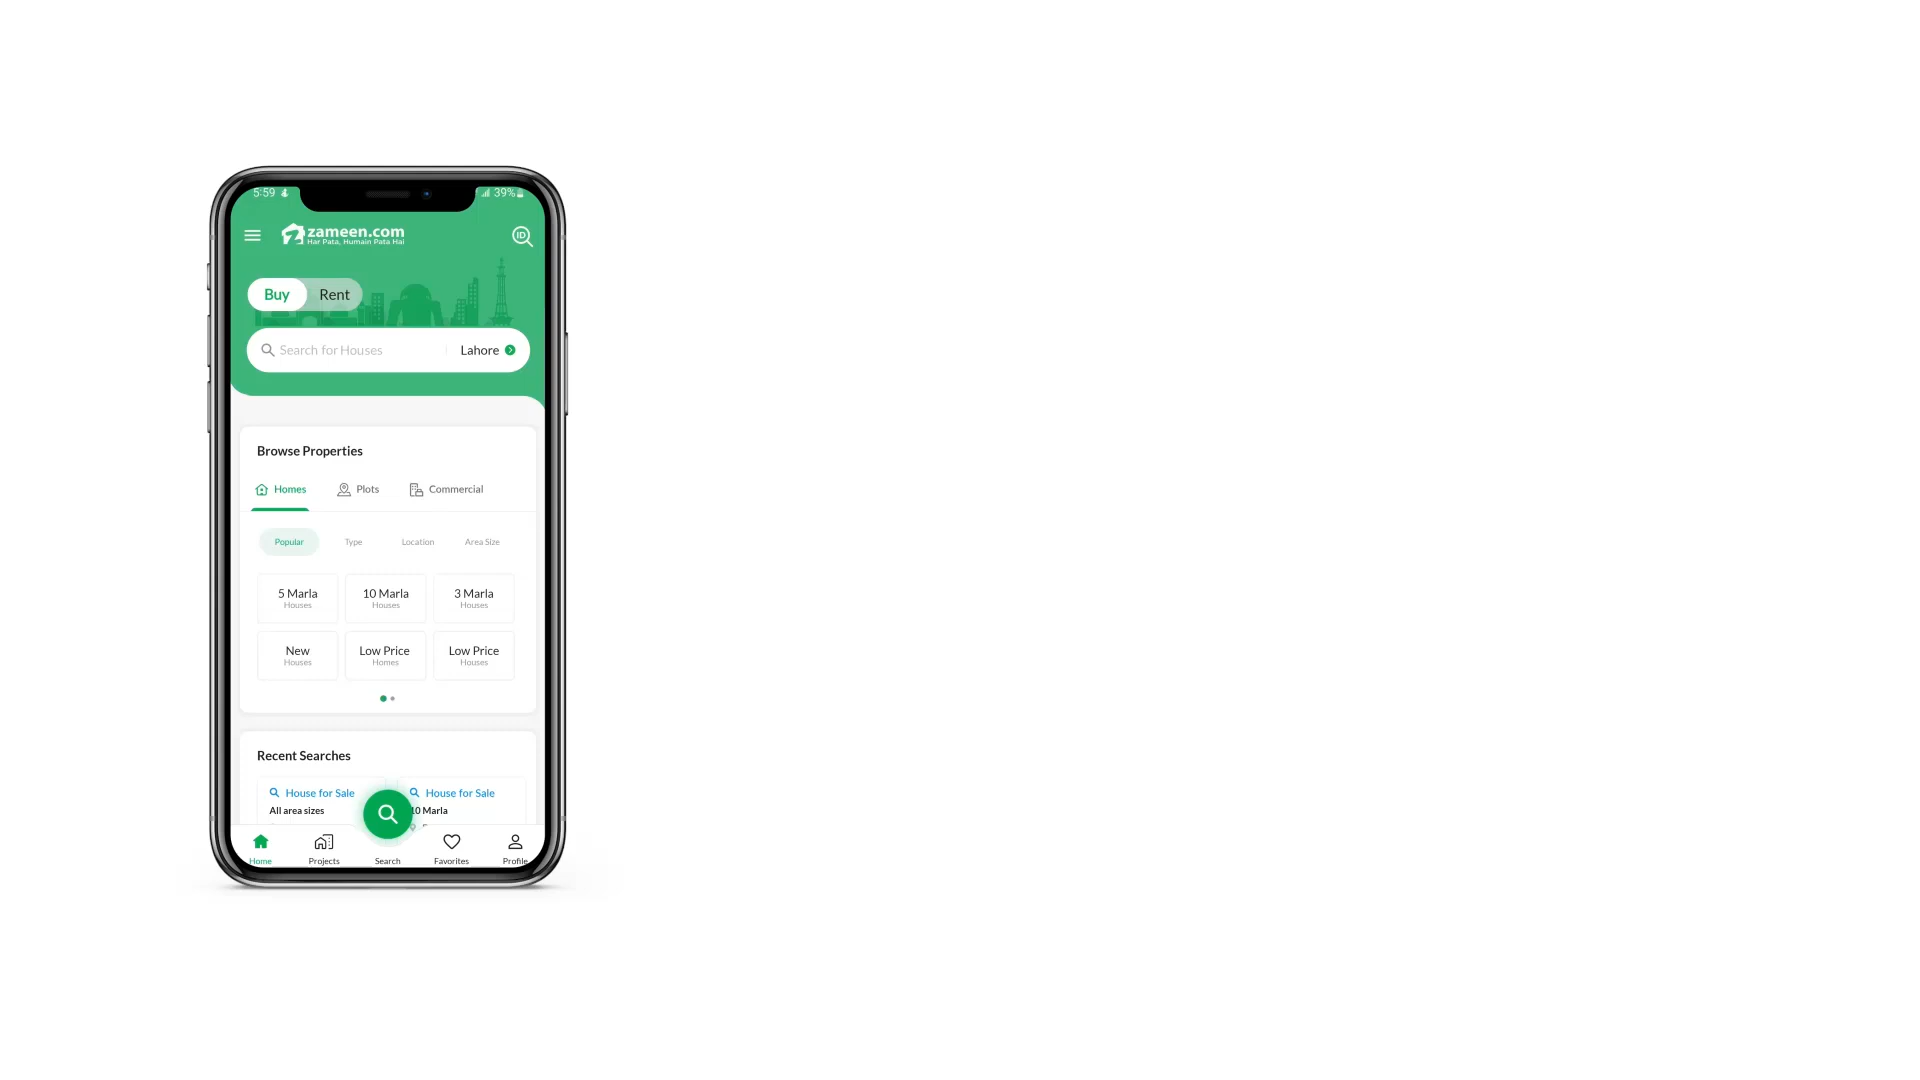 5:59 39%
zameen.com
Har Pata, Humain Pata Hai
ID
Buy Rent
Search for Houses Lahore
Browse Properties
Homes Plots Commercial
Popular Type Location Area Size
5 Marla 10 Marla 3 Marla
Houses Houses Houses
New Low Price Low Price
Houses Homes Houses
Recent Searches
House for Sale House for Sale
All area sizes 10 Marla
Home Projects Search Favorites Profile